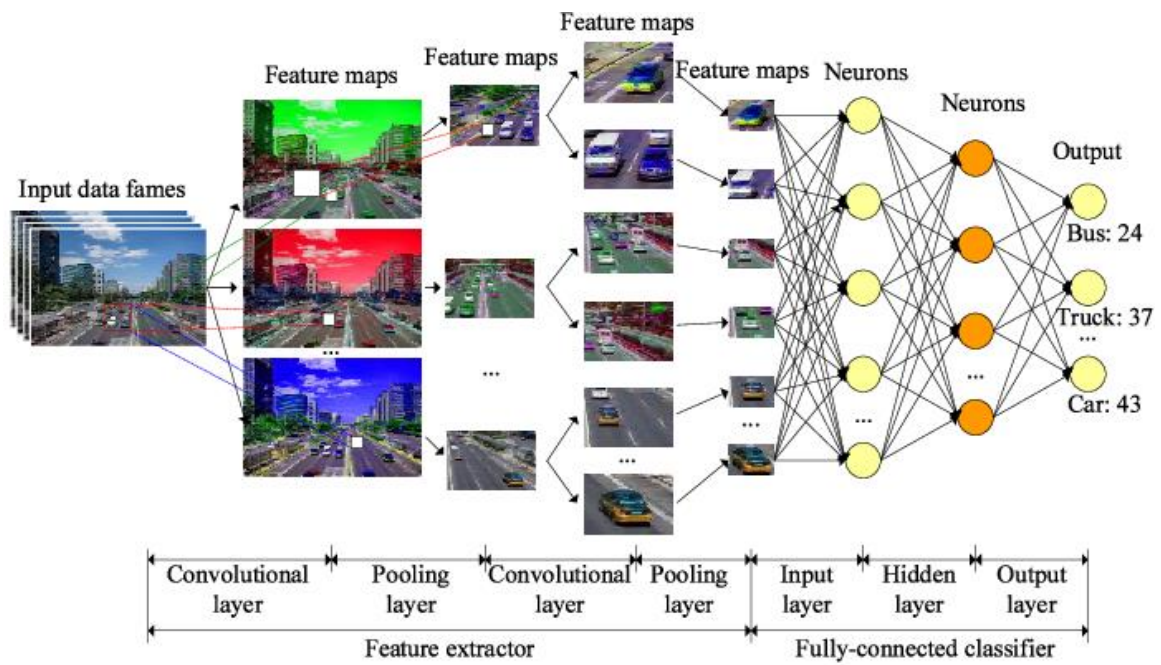 Feature maps
Feature maps
Feature maps
Feature maps
Neurons
Neurons
Output
Input data fames
Bus: 24
Truck: 37
...
Car: 43
...
...
...
...
...
...
Convolutional
layer
Pooling
layer
Convolutional
layer
Pooling
layer
Input
layer
Hidden
layer
Output
layer
Feature extractor
Fully-connected classifier